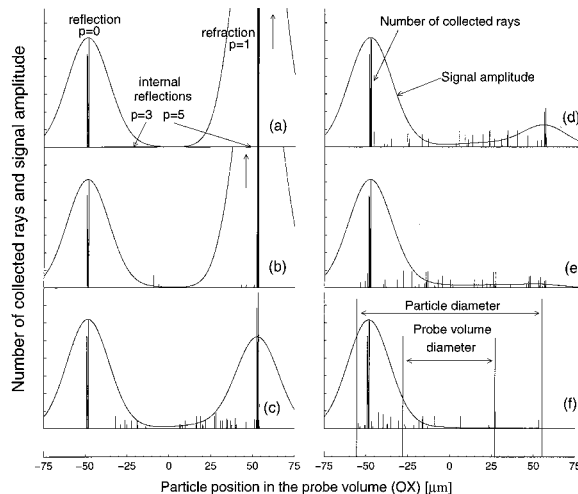 Number of collected rays and signal amplitude
reflection
p=0
refraction
p=1
internal
reflections
p=3 p=5
(a)
(b)
(c)
Number of collected rays
Signal amplitude
(d)
(e)
Particle diameter
Probe volume
diameter
(f)
−75 −50 −25 0 25 50 75
−75 −50 −25 0 25 50 75
Particle position in the probe volume (OX) [µm]